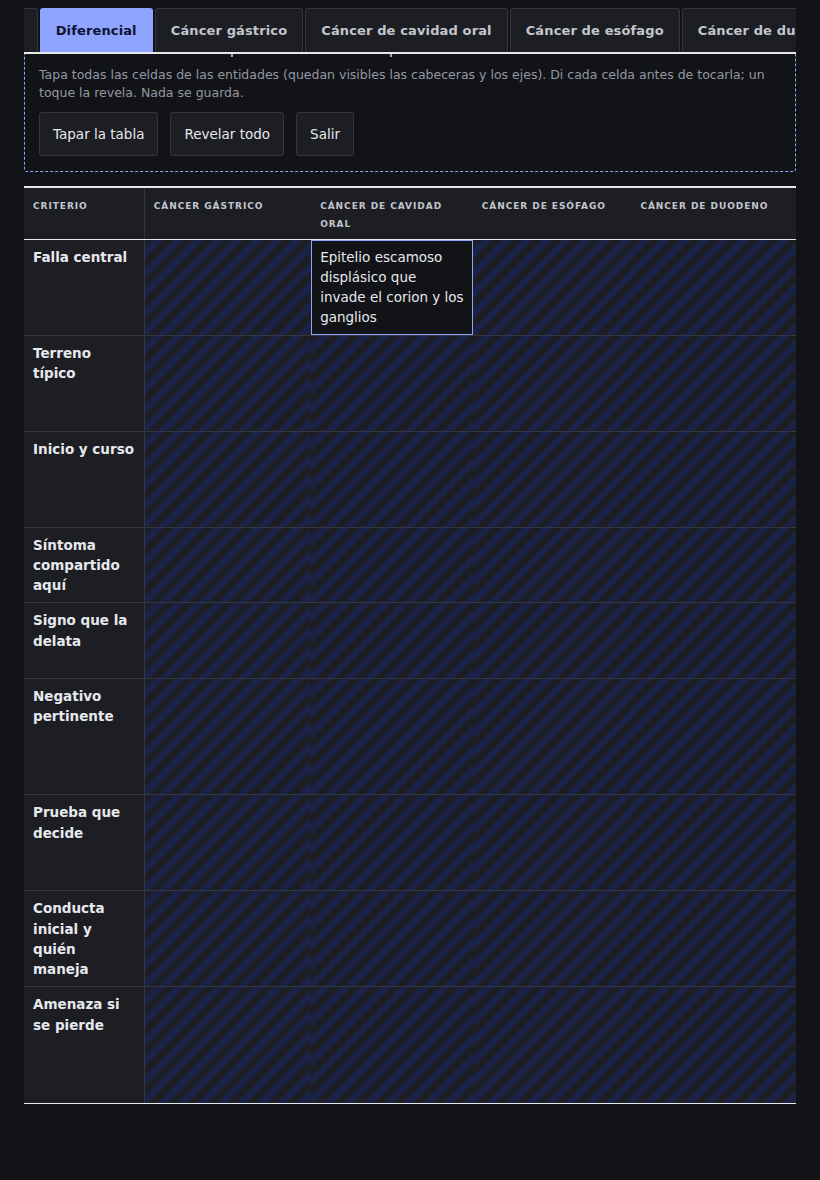 Diferencial
Cáncer gástrico
Cáncer de cavidad oral
Cáncer de esófago
Cáncer de du
Tapa todas las celdas de las entidades (quedan visibles las cabeceras y los ejes). Di cada celda antes de tocarla; un
toque la revela. Nada se guarda.
Tapar la tabla
Revelar todo
Salir
CRITERIO
CÁNCER GÁSTRICO
CÁNCER DE CAVIDAD
ORAL
CÁNCER DE ESÓFAGO
CÁNCER DE DUODENO
Falla central
Epitelio escamoso
displásico que
invade el corion y los
ganglios
Terreno
típico
Inicio y curso
Síntoma
compartido
aquí
Signo que la
delata
Negativo
pertinente
Prueba que
decide
Conducta
inicial y
quién
maneja
Amenaza si
se pierde